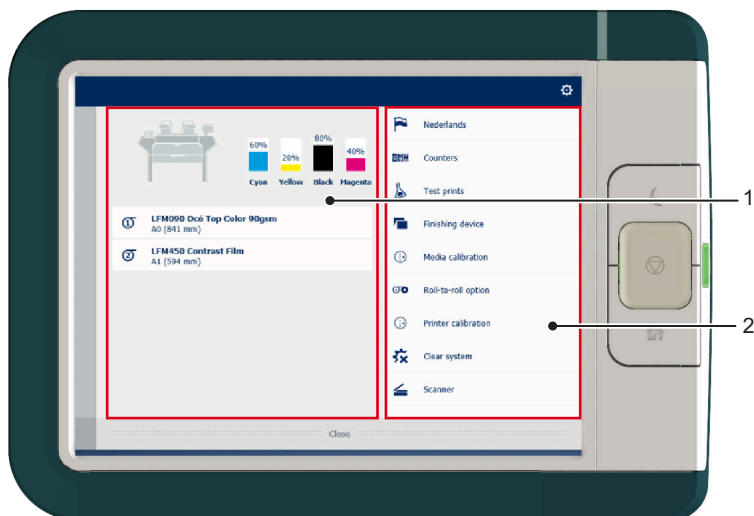 60%
20%
80%
40%
Cyan Yellow Black Magenta
1 LFM090 Océ Top Color 90gsm
A0 (841 mm)
2 LFM450 Contrast Film
A1 (594 mm)
Nederlands
Counters
Test prints
Finishing device
Media calibration
Roll-to-roll option
Printer calibration
Clear system
Scanner
Close
1
2